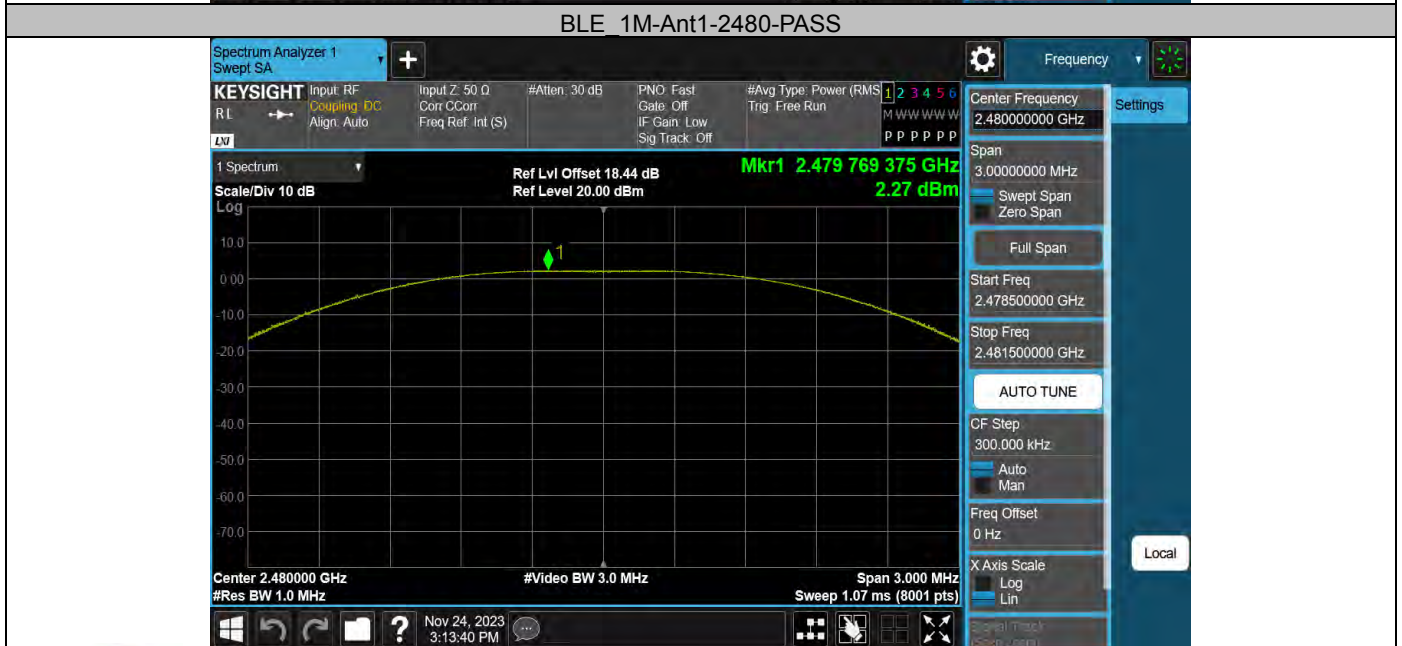 BLE_1M-Ant1-2480-PASS
Spectrum Analyzer 1
Swept SA
Frequency
KEYSIGHT
RL
LXI
Input: RF
Coupling: DC
Align: Auto
Input Z: 50 Ω
Corr CCorr
Freq Ref: Int (S)
#Atten: 30 dB
PNO: Fast
Gate: Off
IF Gain: Low
Sig Track: Off
#Avg Type: Power (RMS
Trig: Free Run
1 2 3 4 5 6
M W W W W W
P P P P P P
Center Frequency
2.480000000 GHz
Settings
Span
3.00000000 MHz
Swept Span
Zero Span
Full Span
Start Freq
2.478500000 GHz
Stop Freq
2.481500000 GHz
AUTO TUNE
CF Step
300.000 kHz
Auto
Man
Freq Offset
0 Hz
X Axis Scale
Log
Lin
Local
1 Spectrum
Scale/Div 10 dB
Log
Ref Lvl Offset 18.44 dB
Ref Level 20.00 dBm
Mkr1 2.479 769 375 GHz
2.27 dBm
1
10.0
0.00
-10.0
-20.0
-30.0
-40.0
-50.0
-60.0
-70.0
Center 2.480000 GHz
#Res BW 1.0 MHz
#Video BW 3.0 MHz
Span 3.000 MHz
Sweep 1.07 ms (8001 pts)
?
Nov 24, 2023
3:13:40 PM